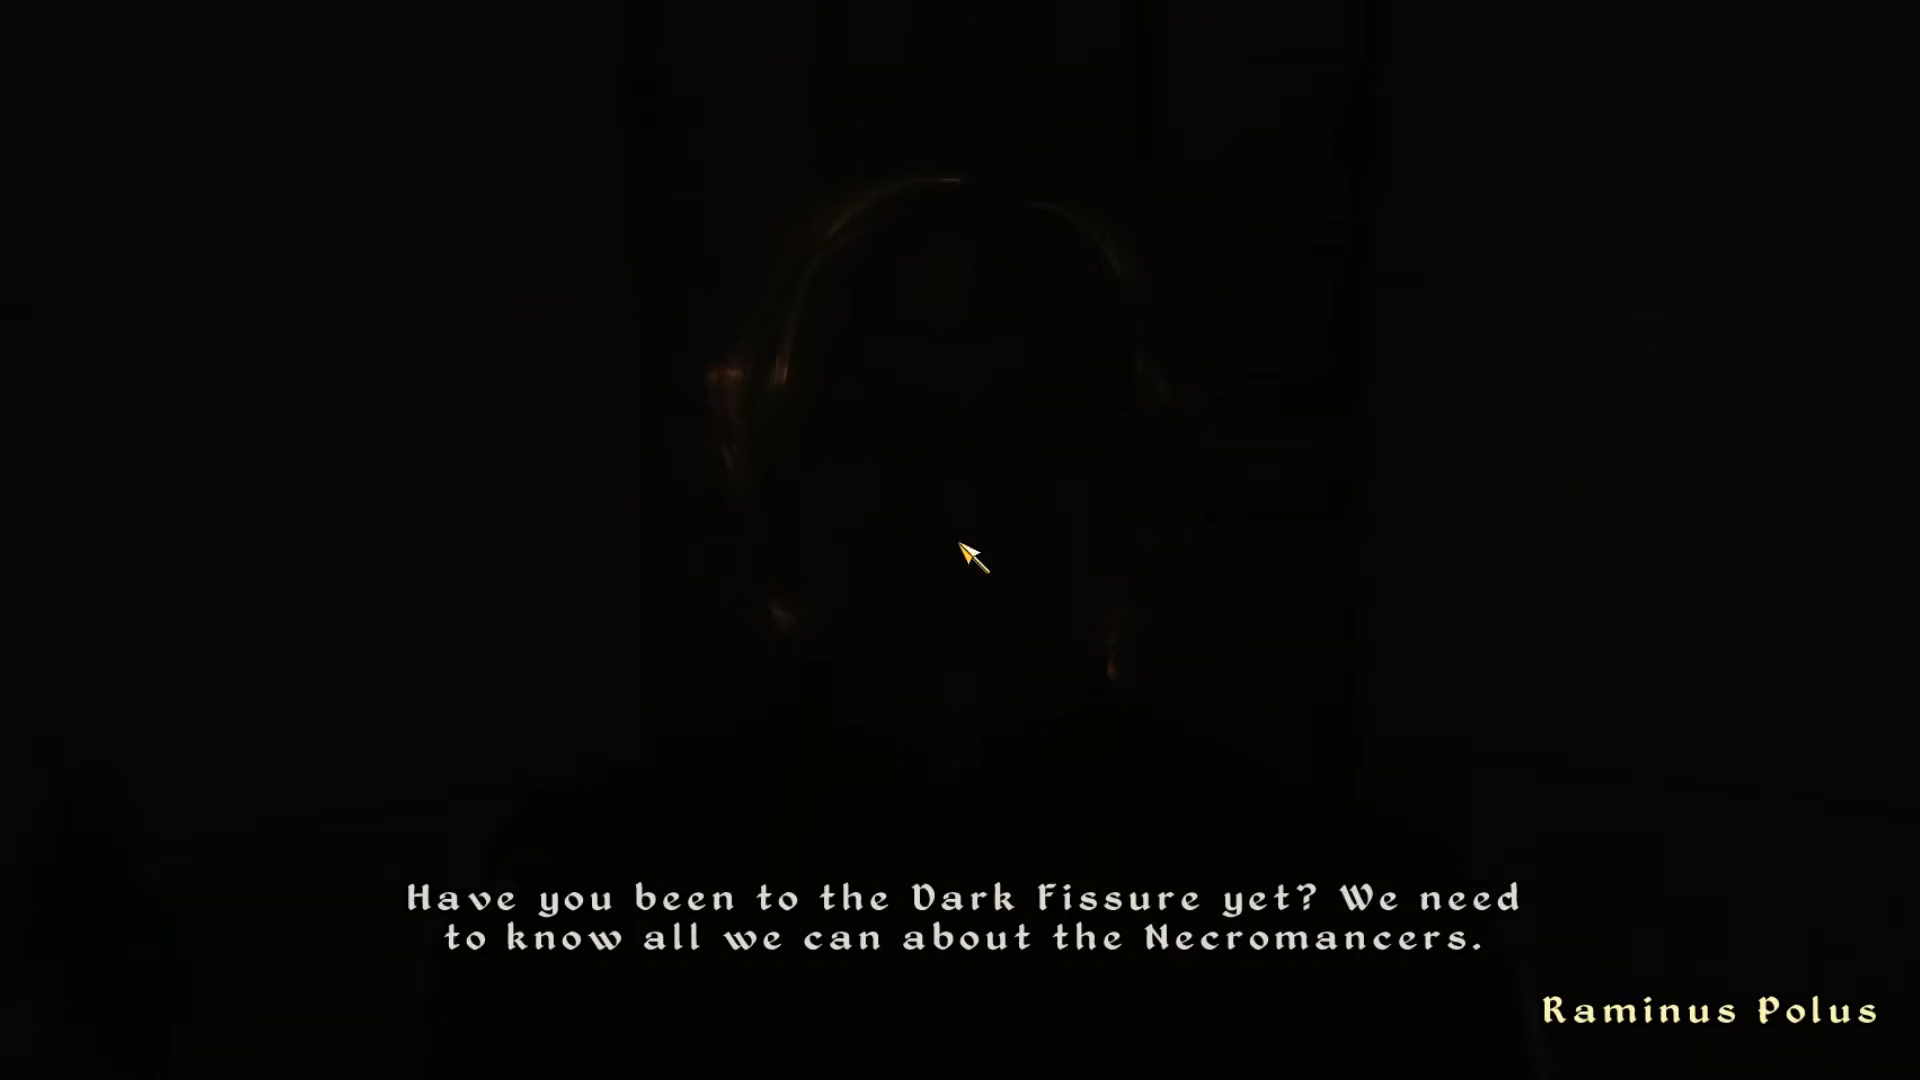 Have you been to the Dark Fissure yet? We need
to know all we can about the Necromancers.
Raminus Polus